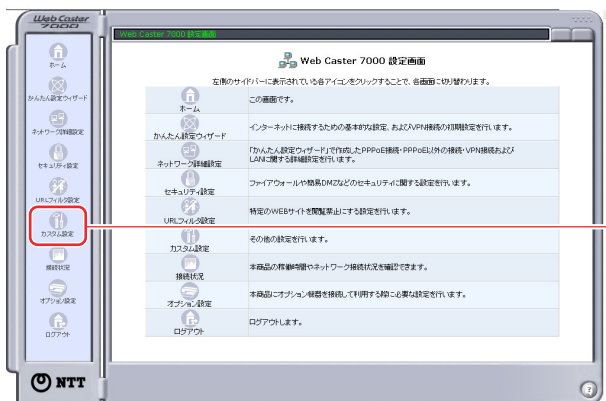 Web Caster
7000
Web Caster 7000 設定画面
ホーム
かんたん設定ウィザード
ネットワーク詳細設定
セキュリティ設定
URLフィルタ設定
カスタム設定
接続状況
オプション設定
ログアウト
NTT
Web Caster 7000 設定画面
左側のサイドバーに表示されている各アイコンをクリックすることで、各画面に切り替わります。
ホーム
この画面です。
かんたん設定ウィザード
インターネットに接続するための基本的な設定、およびVPN接続の初期設定を行います。
ネットワーク詳細設定
「かんたん設定ウィザード」で作成したPPPoE接続・PPPoE以外の接続・VPN接続および
LANに関する詳細設定を行います。
セキュリティ設定
ファイアウォールや簡易DMZなどのセキュリティに関する設定を行います。
URLフィルタ設定
特定のWEBサイトを閲覧禁止にする設定を行います。
カスタム設定
その他の設定を行います。
接続状況
本商品の稼働時間やネットワーク接続状況を確認できます。
オプション設定
本商品にオプション機器を接続して利用する際に必要な設定を行います。
ログアウト
ログアウトします。
?